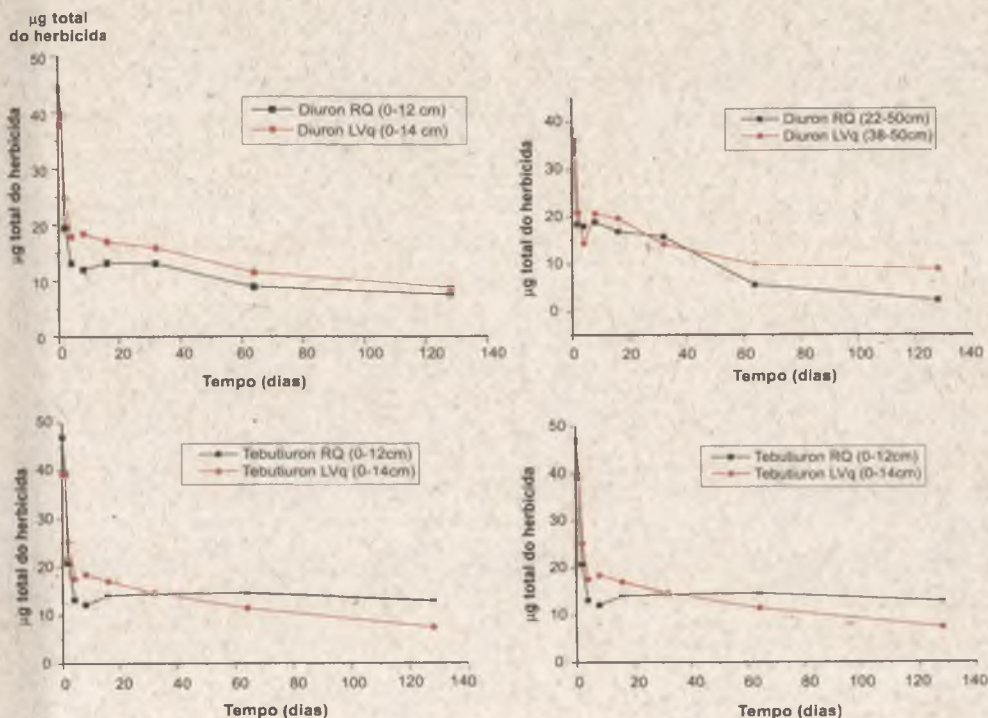 µg total
do herbicida
50
40
30
20
10
0
µg total do herbicida
Diuron RQ (0-12 cm)
Diuron LVq (0-14 cm)
0 20 40 60 80 100 120 140
Tempo (dias)
40
30
20
10
0
µg total do herbicida
Diuron RQ (22-50cm)
Diuron LVq (38-50cm)
0 20 40 60 80 100 120 140
Tempo (dias)
50
40
30
20
10
0
µg total do herbicida
Tebutiuron RQ (0-12cm)
Tebutiuron LVq (0-14cm)
0 20 40 60 80 100 120 140
Tempo (dias)
50
40
30
20
10
0
µg total do herbicida
Tebutiuron RQ (0-12cm)
Tebutiuron LVq (0-14cm)
0 20 40 60 80 100 120 140
Tempo (dias)